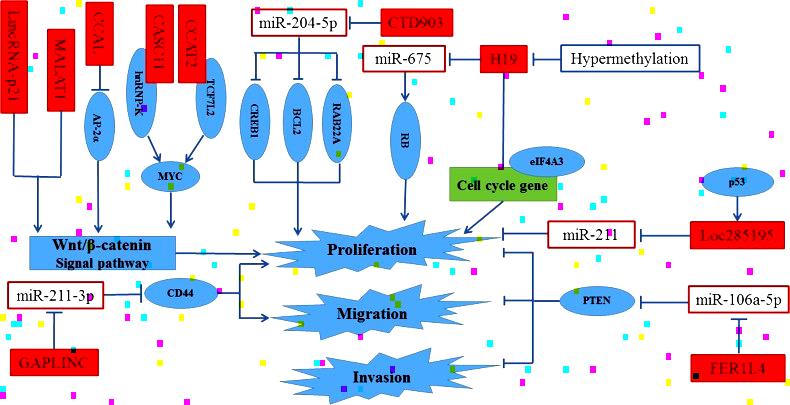 LincRNA-p21
MALAT1
CCAL
CASC11
CCAT2
hnRNP-K
TCF7L2
AP-2α
MYC
miR-204-5p
CTD903
CREB1
BCL2
RAB22A
miR-675
H19
Hypermethylation
RB
eIF4A3
Cell cycle gene
p53
Wnt/β-catenin
Signal pathway
Proliferation
miR-211
Loc285195
miR-211-3p
CD44
Migration
PTEN
miR-106a-5p
GAPLINC
Invasion
FER1L4